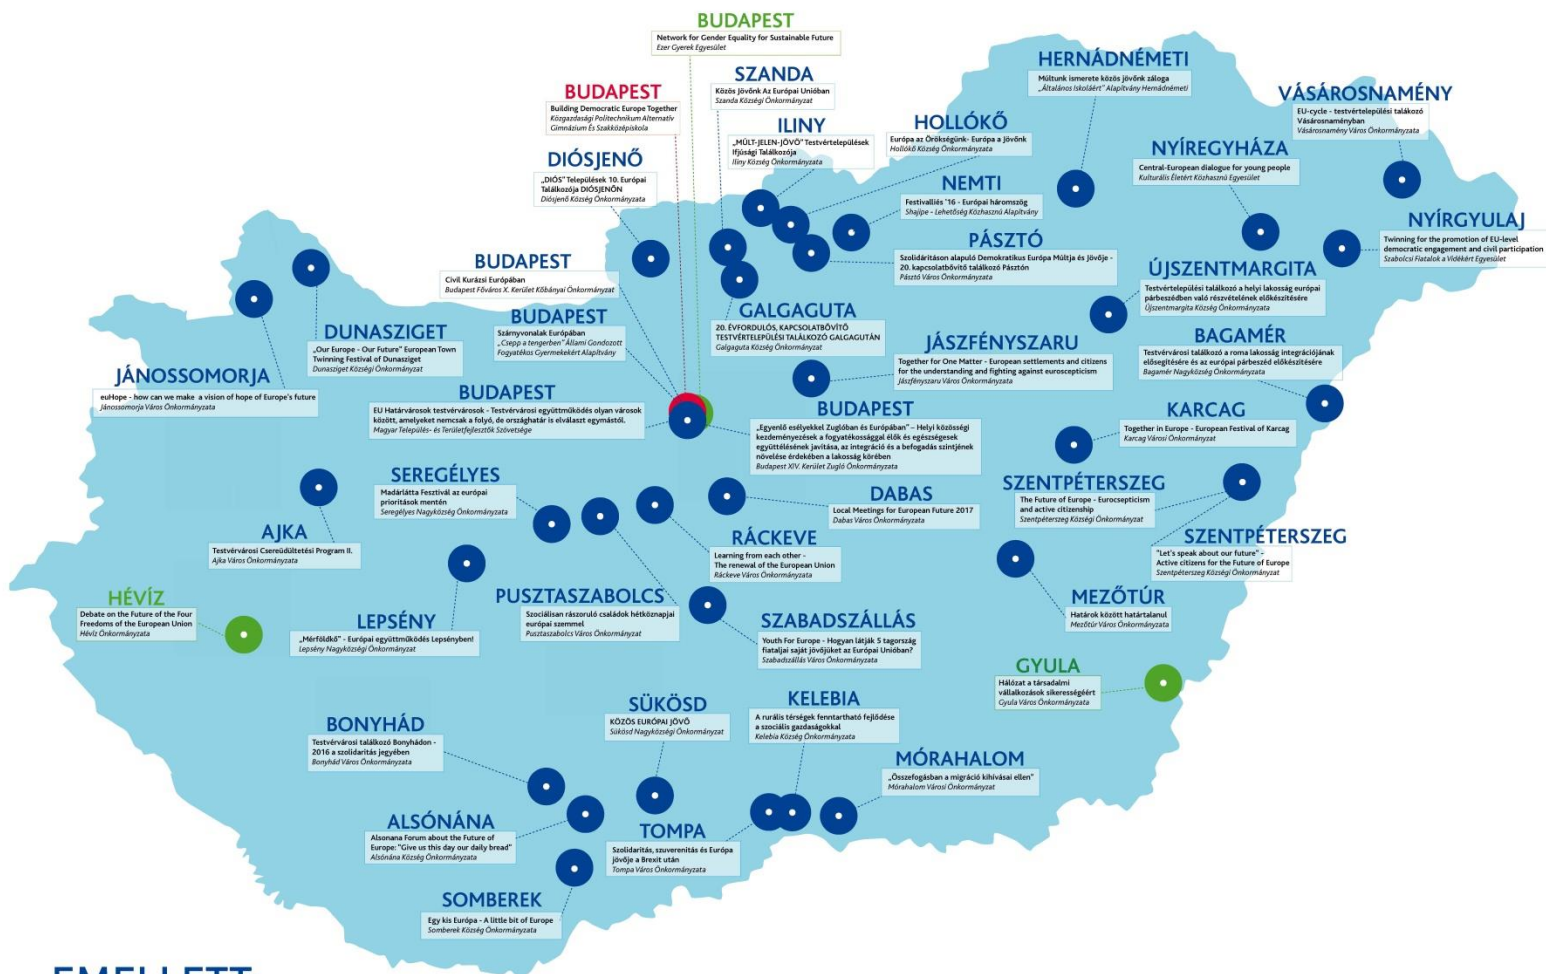 BUDAPEST
Network for Gender Equality for Sustainable Future
Ezer Gyerek Egyesület
BUDAPEST
Building Democratic Europe Together
Közgazdasági Politechnikum Alternatív
Gimnázium És Szakközépiskola
SZANDA
Közös Jövőnk Az Európai Unióban
Szanda Községi Önkormányzat
HERNÁDNÉMETI
Múltunk ismerete közös jövőnk záloga
„Általános Iskoláért” Alapítvány Hernádnémeti
VÁSÁROSNAMÉNY
EU-cycle - testvértelepülési talákozó
Vásárosnaményban
Vásárosnamény Város Önkormányzata
ILINY
„MÚLT-JELEN-JÖVŐ” Testvértelepülések
Ifjúsági Találkozója
Iliny Község Önkormányzata
HOLLÓKŐ
Európa az Örökségünk- Európa a Jövőnk
Hollókő Község Önkormányzata
NYÍREGYHÁZA
Central-European dialogue for young people
Kulturális Életért Közhasznú Egyesület
DIÓSJENŐ
„DIÓS” Települések 10. Európai
Találkozója DIÓSJENŐN
Diósjenő Község Önkormányzata
NEMTI
Festivalliés '16 - Európai háromszög
Shajipe - Lehetőség Közhasznú Alapítvány
NYÍRGYULAJ
Twinning for the promotion of EU-level
democratic engagement and civil participation
Szabolcsi Fiatalok a Vidékért Egyesület
PÁSZTÓ
Szolidaritáson alapuló Demokratikus Európa Múltja és Jövője -
20. kapcsolatbővítő találkozó Pásztón
Pásztó Város Önkormányzata
BUDAPEST
Civil Kurázsi Európában
Budapest Főváros X. Kerület Kőbányai Önkormányzat
ÚJSZENTMARGITA
Testvértelepülési találkozó a helyi lakosság európai
párbeszédben való részvételének előkészítésére
Újszentmargita Község Önkormányzata
BUDAPEST
Szárnyvonalak Európában
„Csepp a tengerben” Állami Gondozott
Fogyatékos Gyermekekért Alapítvány
GALGAGUTA
20. ÉVFORDULÓS, KAPCSOLATBŐVÍTŐ
TESTVÉRTELEPÜLÉSI TALÁLKOZÓ GALGAGUTÁN
Galgaguta Község Önkormányzat
DUNASZIGET
„Our Europe - Our Future” European Town
Twinning Festival of Dunasziget
Dunasziget Községi Önkormányzat
JÁSZFÉNYSZARU
Together for One Matter - European settlements and citizens
for the understanding and fighting against euroscepticism
Jászfényszaru Város Önkormányzata
BAGAMÉR
Testvérvárosi találkozó a roma lakosság integrációjának
elősegítésére és az európai párbeszéd előkészítésére
Bagamér Nagyközség Önkormányzata
JÁNOSSOMORJA
euHope - how can we make a vision of hope of Europe's future
Jánossomorja Város Önkormányzata
BUDAPEST
EU Határvárosok testvérvárosok - Testvérvárosi együttműködés olyan városok
között, amelyeket nemcsak a folyó, de országhatár is elválaszt egymástól.
Magyar Település- és Területfejlesztők Szövetsége
BUDAPEST
„Egyenlő esélyekkel Zuglóban és Európában” – Helyi közösségi
kezdeményezések a fogyatékossággal élők és egészségesek
együttélésének javítása, az integráció és a befogadás szintjének
növelése érdekében a lakosság körében
Budapest XIV. Kerület Zugló Önkormányzata
KARCAG
Together in Europe - European Festival of Karcag
Karcag Városi Önkormányzat
SEREGÉLYES
Madárlátta Fesztivál az európai
prioritások mentén
Seregélyes Nagyközség Önkormányzata
DABAS
Local Meetings for European Future 2017
Dabas Város Önkormányzata
SZENTPÉTERSZEG
The Future of Europe - Eurocsepticism
and active citizenship
Szentpéterszeg Községi Önkormányzat
AJKA
Testvérvárosi Csereüdültetési Program II.
Ajka Város Önkormányzata
RÁCKEVE
Learning from each other -
The renewal of the European Union
Ráckeve Város Önkormányzata
SZENTPÉTERSZEG
"Let's speak about our future" -
Active citizens for the Future of Europe
Szentpéterszeg Községi Önkormányzat
HÉVÍZ
Debate on the Future of the Four
Freedoms of the European Union
Hévíz Önkormányzata
LEPSÉNY
„Mérföldkő” - Európai együttműködés Lepsényben!
Lepsény Nagyközségi Önkormányzat
PUSZTASZABOLCS
Szociálisan rászoruló családok hétköznapjai
európai szemmel
Pusztaszabolcs Város Önkormányzat
SZABADSZÁLLÁS
Youth For Europe - Hogyan látják 5 tagország
fiataljai saját jövőjüket az Európai Unióban?
Szabadszállás Város Önkormányzata
MEZŐTÚR
Határok között határtalanul
Mezőtúr Város Önkormányzata
GYULA
Hálózat a társadalmi
vállalkozások sikerességéért
Gyula Város Önkormányzata
BONYHÁD
Testvérvárosi találkozó Bonyhádon -
2016 a szolidaritás jegyében
Bonyhád Város Önkormányzata
SÜKÖSD
KÖZÖS EURÓPAI JÖVŐ
Sükösd Nagyközségi Önkormányzat
KELEBIA
A rurális térségek fenntartható fejlődése
a szociális gazdaságokkal
Kelebia Község Önkormányzata
MÓRAHALOM
„Összefogásban a migráció kihívásai ellen”
Mórahalom Városi Önkormányzat
ALSÓNÁNA
Alsonana Forum about the Future of
Europe: "Give us this day our daily bread"
Alsónána Község Önkormányzata
TOMPA
Szolidaritás, szuverenitás és Európa
jövője a Brexit után
Tompa Város Önkormányzata
SOMBEREK
Egy kis Európa - A little bit of Europe
Somberek Község Önkormányzata
EMELLETT